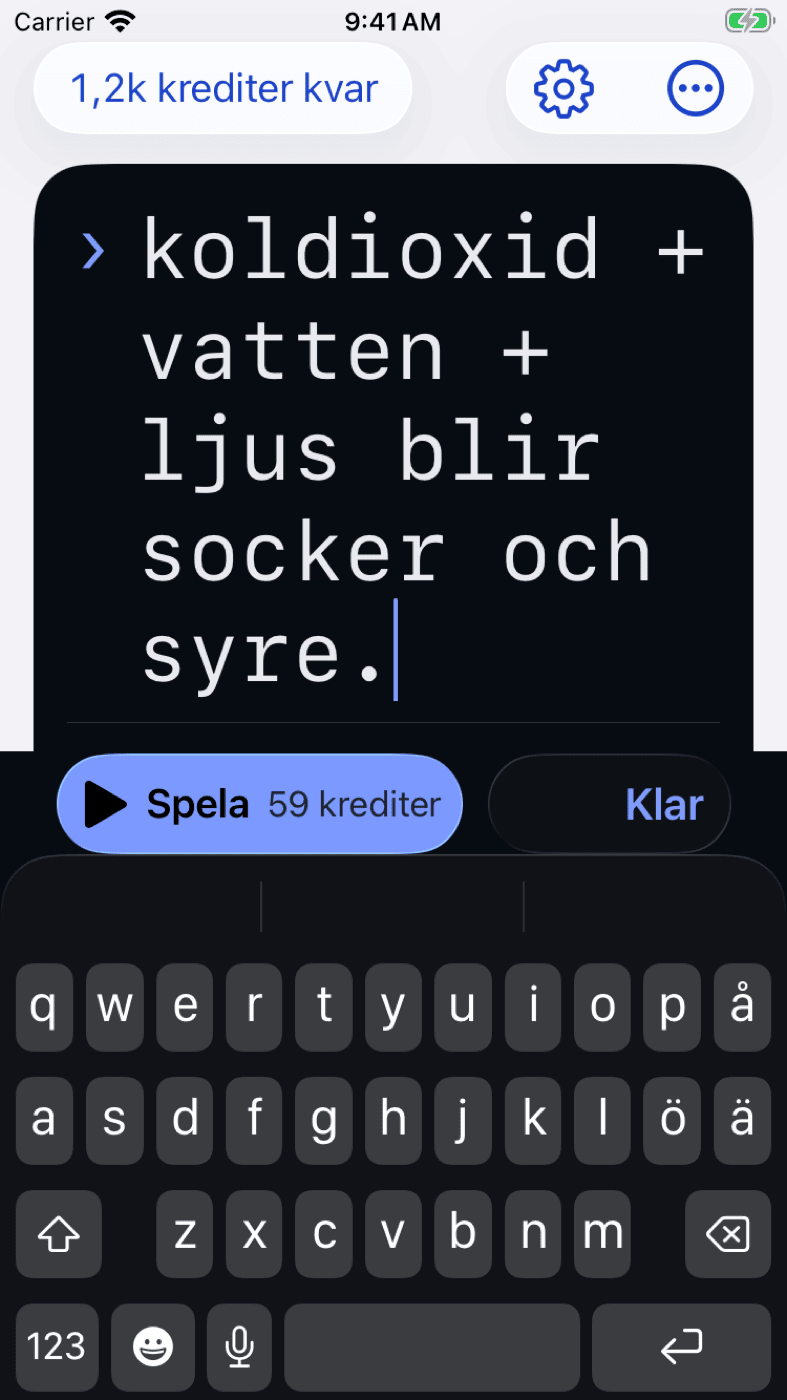 Carrier 9:41 AM
1,2k krediter kvar
› koldioxid +
vatten +
ljus blir
socker och
syre.
Spela 59 krediter Klar
q w e r t y u i o p å
a s d f g h j k l ö ä
z x c v b n m
123